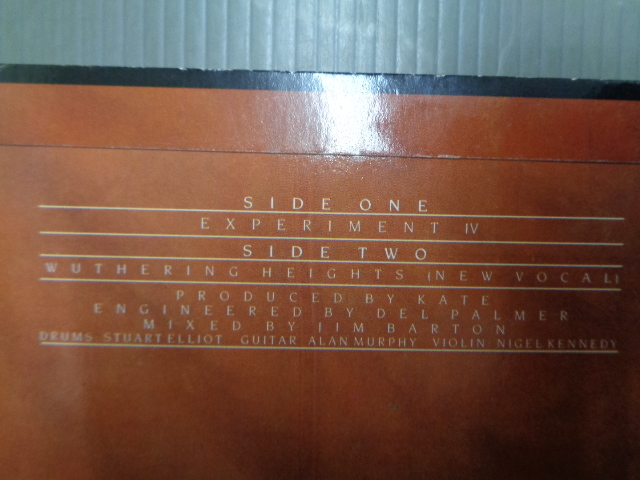 SIDE ONE
EXPERIMENT IV
SIDE TWO
WUTHERING HEIGHTS (NEW VOCAL)
PRODUCED BY KATE
ENGINEERED BY DEL PALMER
MIXED BY JIM BARTON
DRUMS: STUART ELLIOT GUITAR ALAN MURPHY VIOLIN: NIGEL KENNEDY